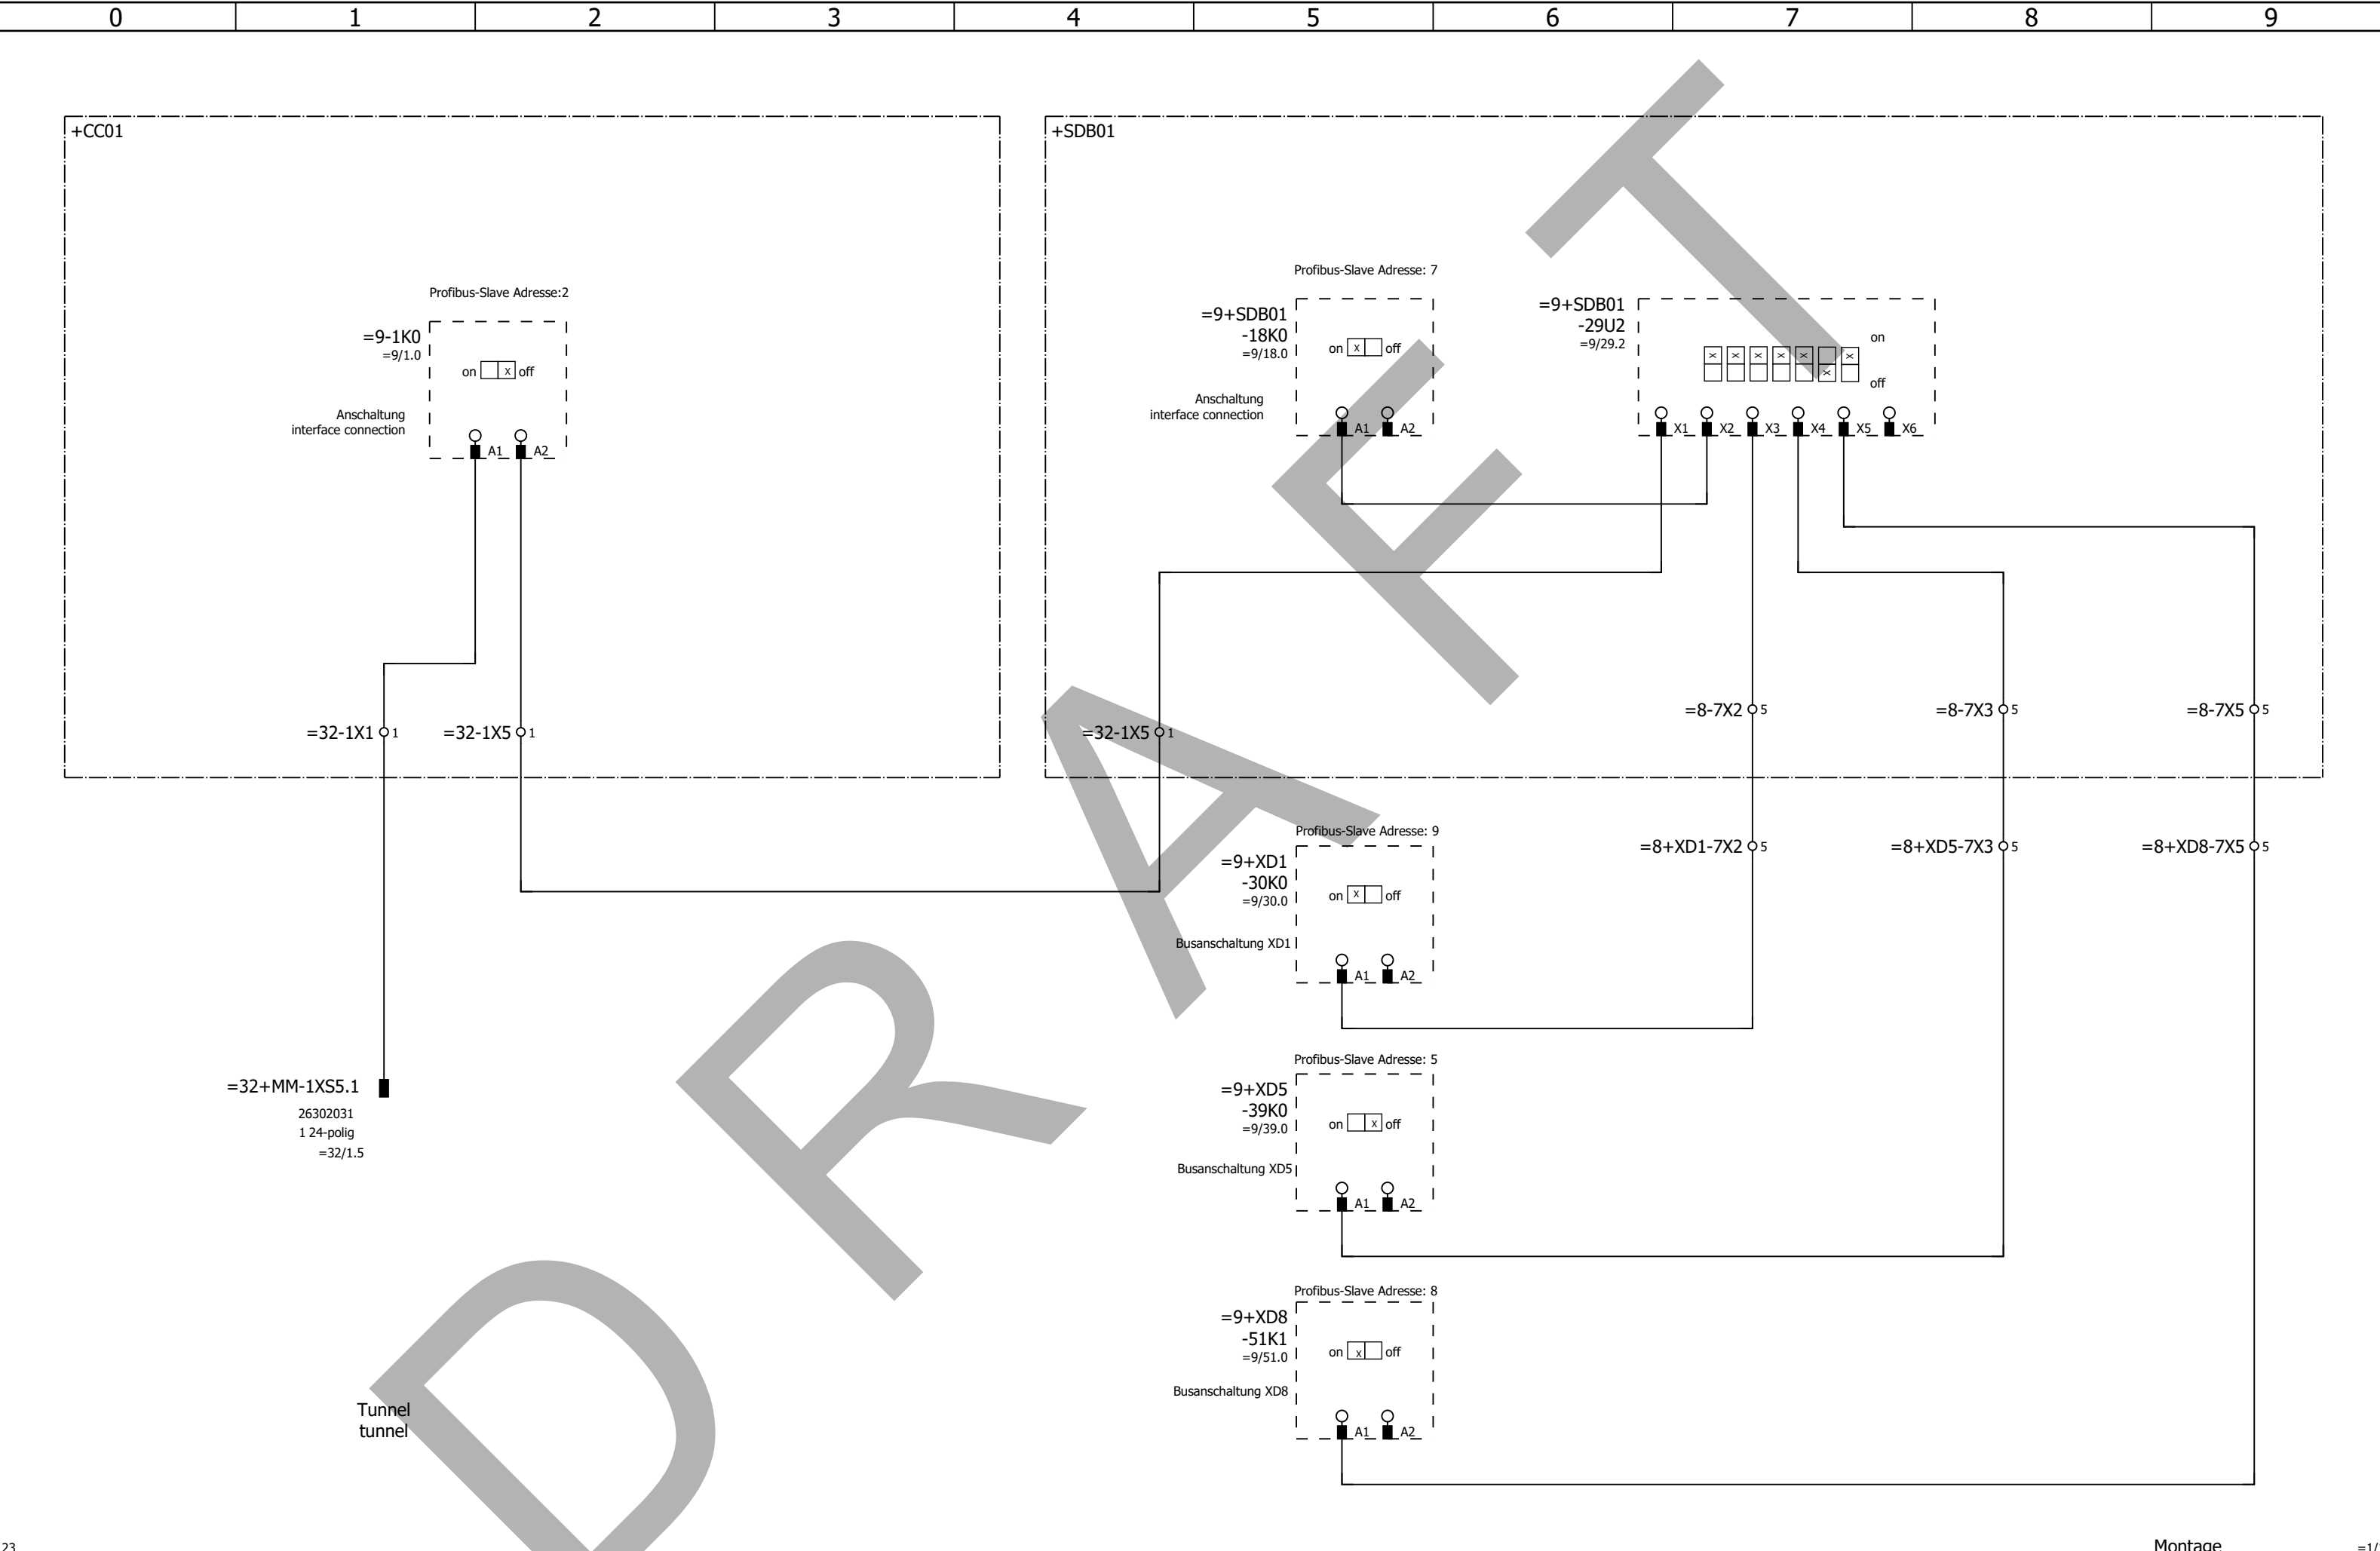 0 1 2 3 4 5 6 7 8 9
+CC01
+SDB01
Profibus-Slave Adresse:2
=9-1K0
=9/1.0
on x off
Anschaltung
interface connection
A1 A2
=32-1X1 1
=32-1X5 1
=32+MM-1XS5.1
26302031
1 24-polig
=32/1.5
Tunnel
tunnel
Profibus-Slave Adresse: 7
=9+SDB01
-18K0
=9/18.0
on x off
Anschaltung
interface connection
A1 A2
=9+SDB01
-29U2
=9/29.2
on
x x x x x x
x
off
X1 X2 X3 X4 X5 X6
=32-1X5 1
=8-7X2 5
=8-7X3 5
=8-7X5 5
=8+XD1-7X2 5
=8+XD5-7X3 5
=8+XD8-7X5 5
Profibus-Slave Adresse: 9
=9+XD1
-30K0
=9/30.0
on x off
Busanschaltung XD1
A1 A2
Profibus-Slave Adresse: 5
=9+XD5
-39K0
=9/39.0
on x off
Busanschaltung XD5
A1 A2
Profibus-Slave Adresse: 8
=9+XD8
-51K1
=9/51.0
on x off
Busanschaltung XD8
A1 A2
DRAFT
23
Montage
=1/